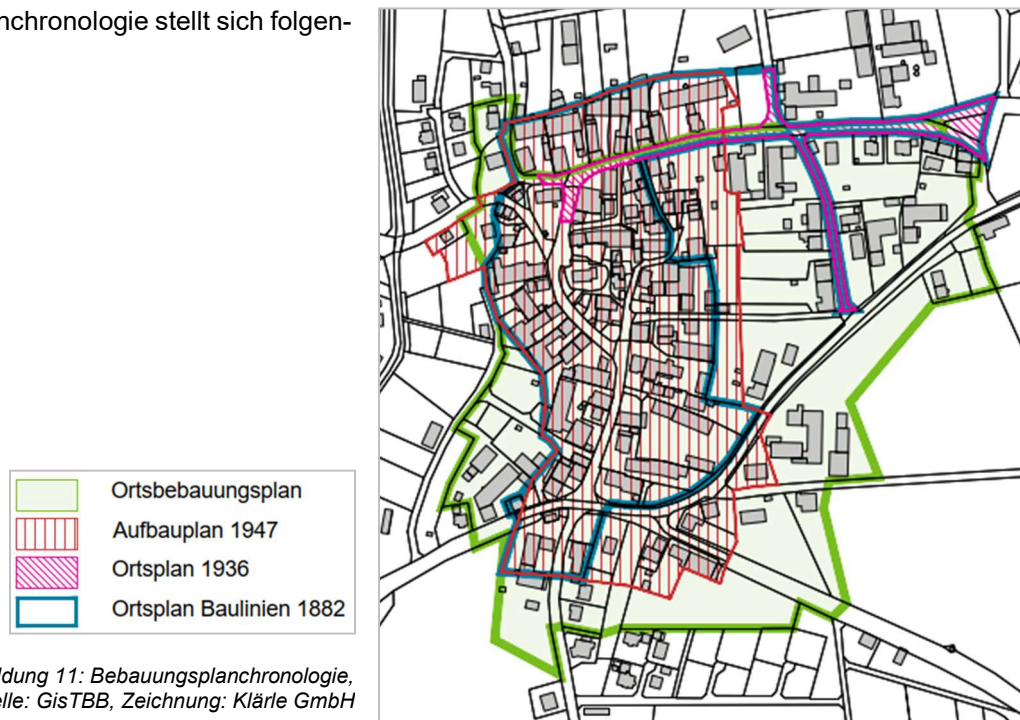 nchronologie stellt sich folgen-
Ortsbebauungsplan
Aufbauplan 1947
Ortsplan 1936
Ortsplan Baulinien 1882
ldung 11: Bebauungsplanchronologie,
elle: GisTBB, Zeichnung: Klärle GmbH